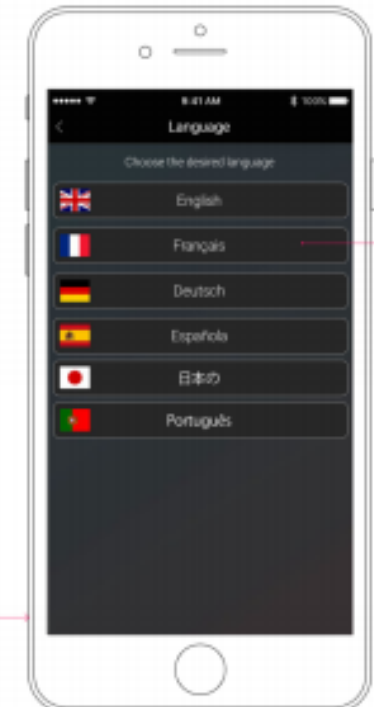 9:41 AM 100%
Language
Choose the desired language
English
Français
Deutsch
Española
日本の
Português